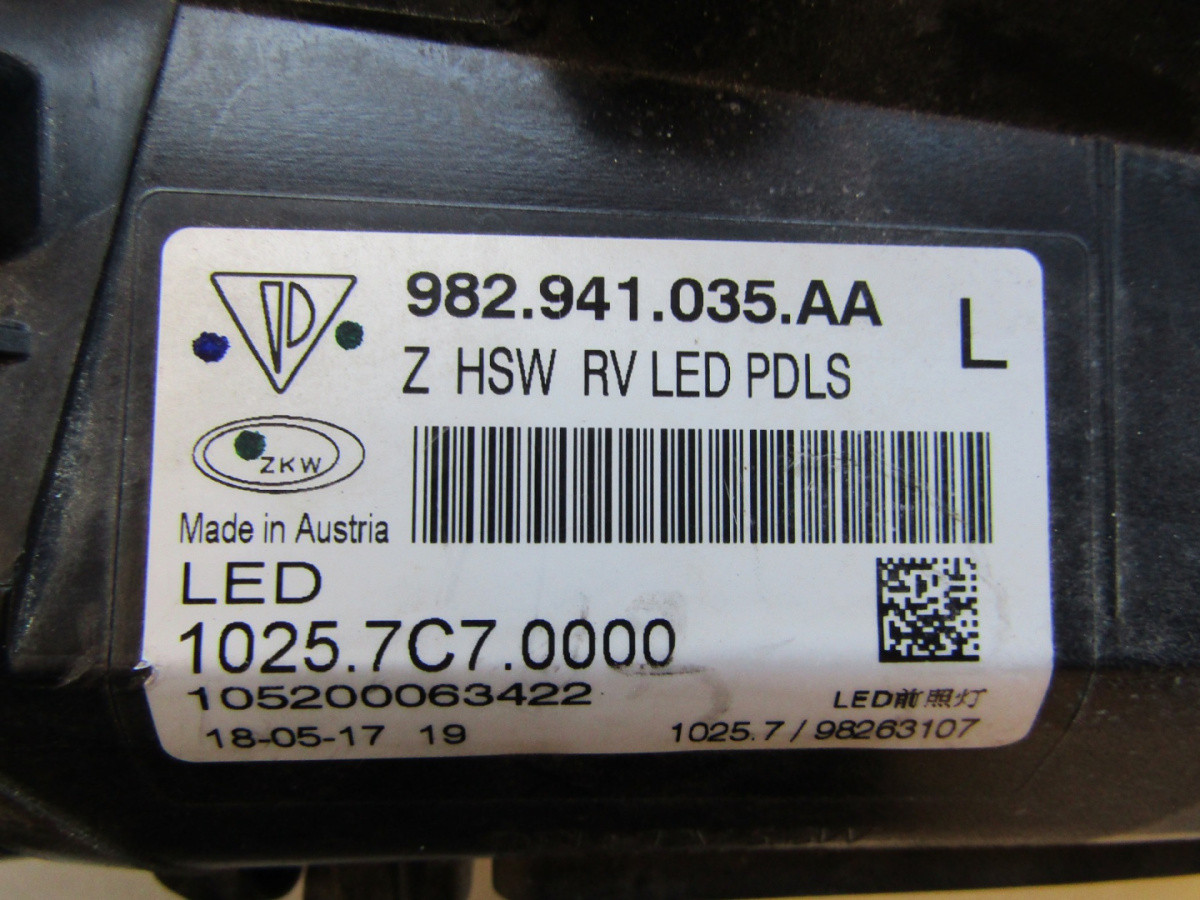 982.941.035.AA
L
Z HSW RV LED PDLS
ZKW
Made in Austria
LED
1025.7C7.0000
105200063422
LED前照灯
18-05-17 19
1025.7 / 98263107